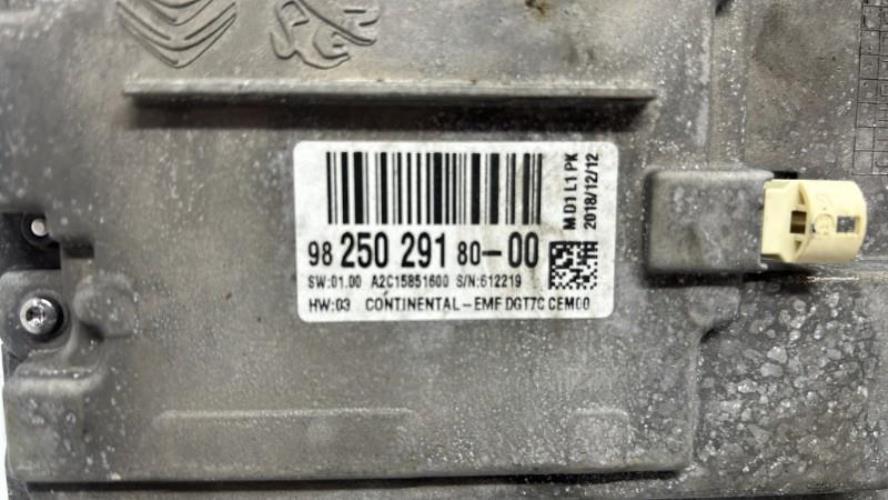 98 250 291 80-00
SW:01.00 A2C15851600 S/N:612219
HW:03 CONTINENTAL-EMF DGT7C CEM00
M D1 L1 PK
2018/12/12